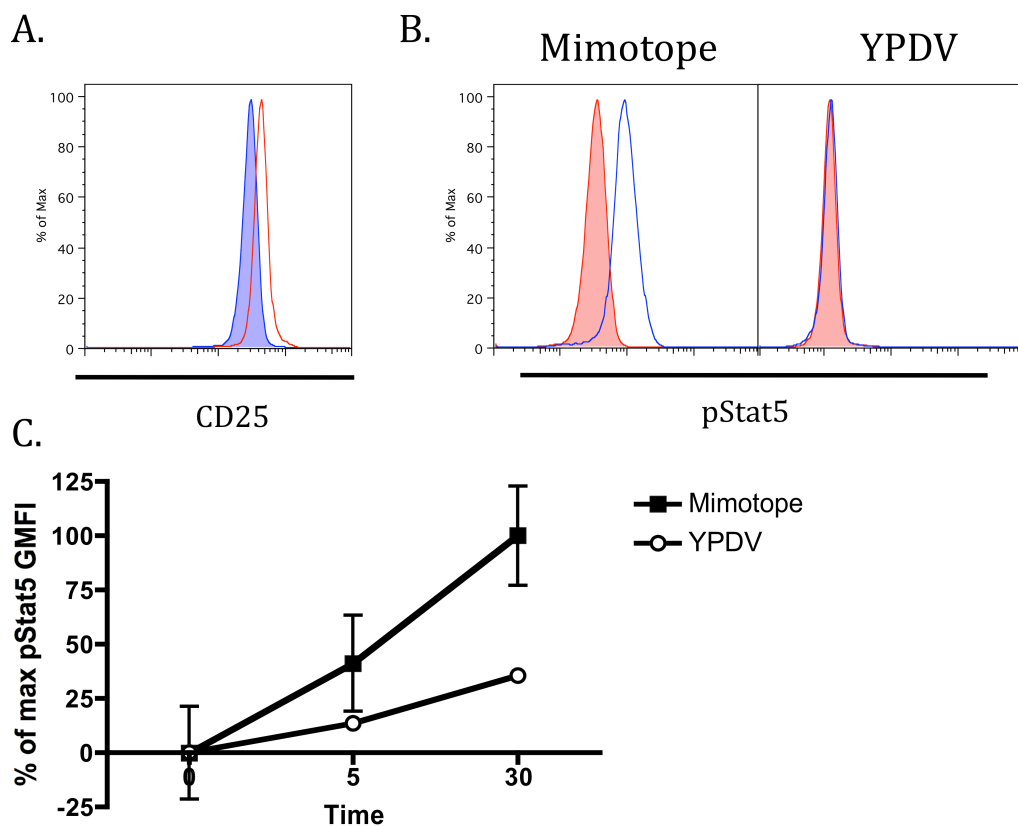 A.
B.
Mimotope YPDV
100
80
60
40
20
0
% of Max
CD25
100
80
60
40
20
0
% of Max
pStat5
C.
125
100
75
50
25
0
-25
% of max pStat5 GMFI
0 5 30
Time
Mimotope
YPDV